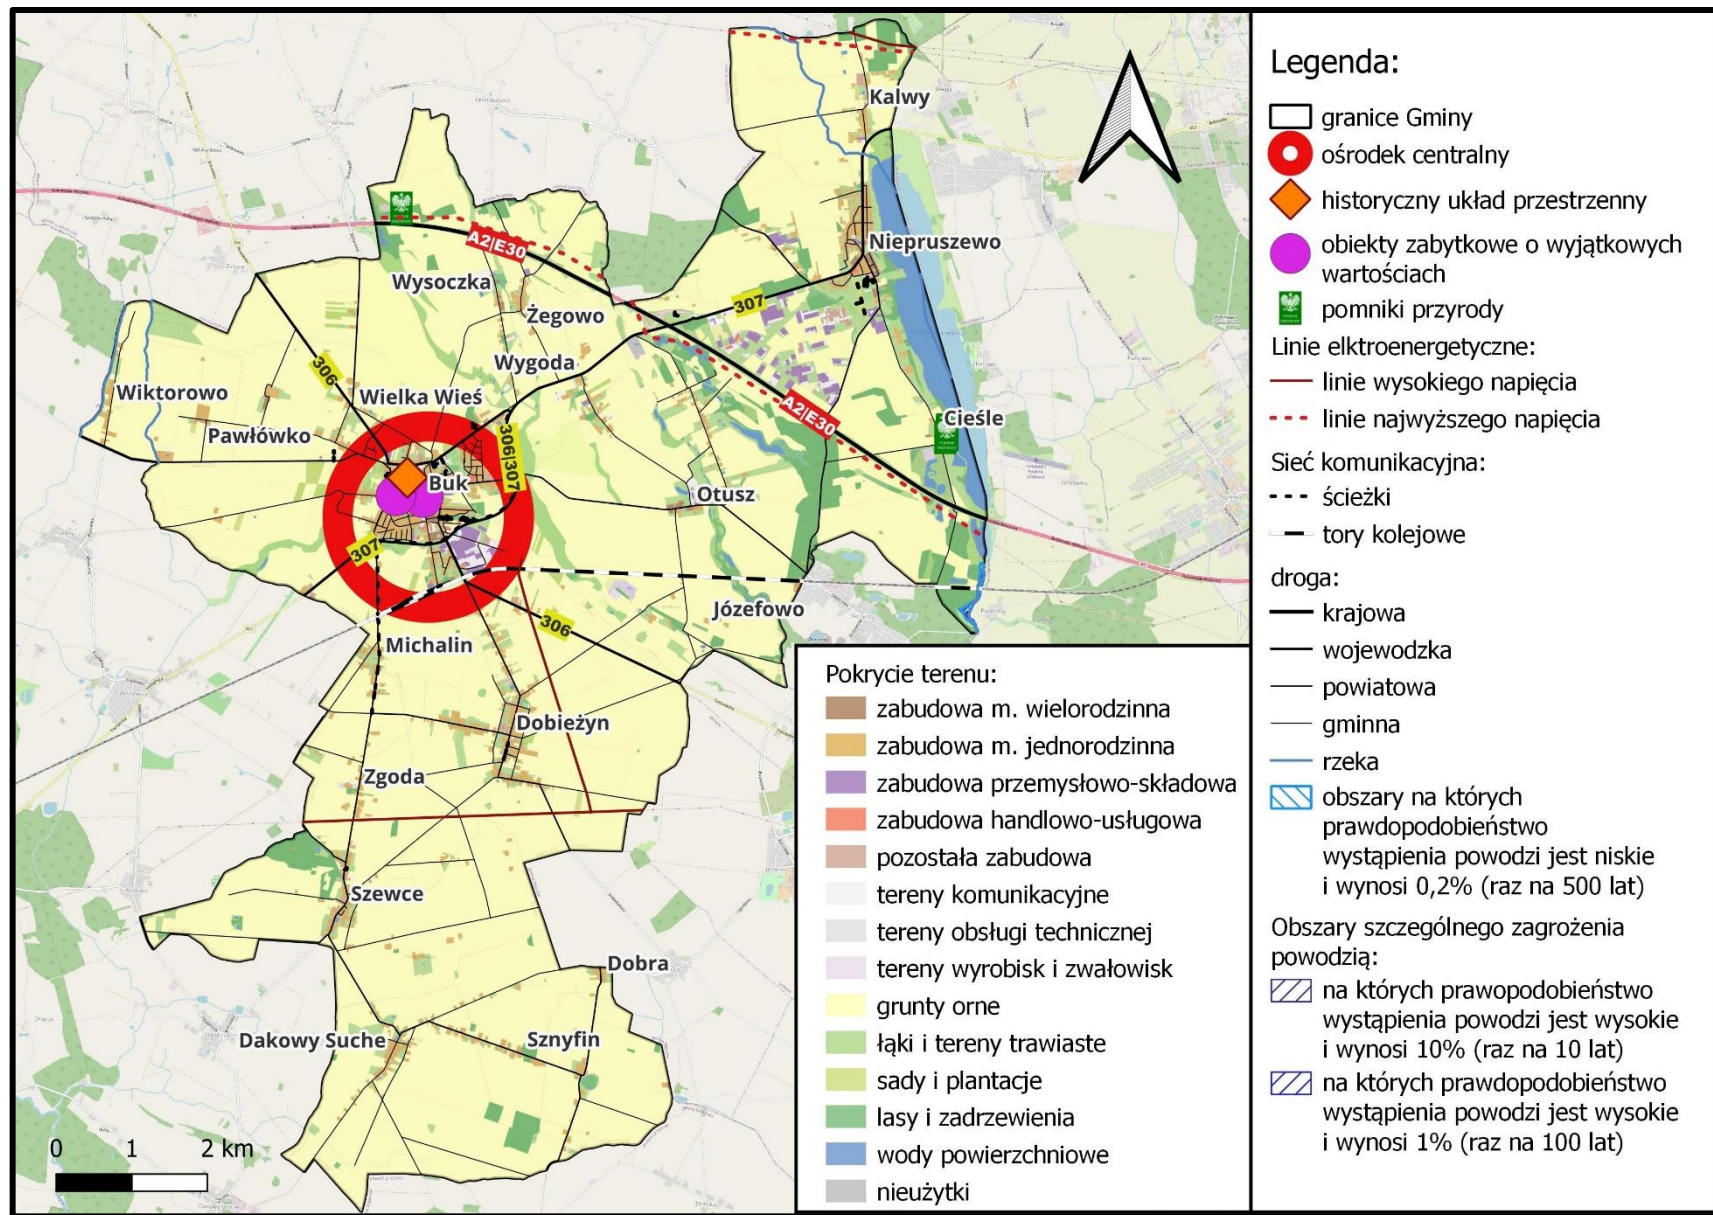 Kalwy
Niepruszewo
A2|E30
Wysoczka
Żegowo
307
Wygoda
306
Wiktorowo
Wielka Wieś
A2|E30
Cieśle
Pawłówko
306|307
Buk
Otusz
307
Józefowo
306
Michalin
Dobieżyn
Zgoda
Szewce
Dobra
Dakowy Suche
Sznyfin
0 1 2 km
Pokrycie terenu:
zabudowa m. wielorodzinna
zabudowa m. jednorodzinna
zabudowa przemysłowo-składowa
zabudowa handlowo-usługowa
pozostała zabudowa
tereny komunikacyjne
tereny obsługi technicznej
tereny wyrobisk i zwałowisk
grunty orne
łąki i tereny trawiaste
sady i plantacje
lasy i zadrzewienia
wody powierzchniowe
nieużytki
Legenda:
granice Gminy
ośrodek centralny
historyczny układ przestrzenny
obiekty zabytkowe o wyjątkowych
wartościach
pomniki przyrody
Linie elktroenergetyczne:
linie wysokiego napięcia
linie najwyższego napięcia
Sieć komunikacyjna:
ścieżki
tory kolejowe
droga:
krajowa
wojewodzka
powiatowa
gminna
rzeka
obszary na których
prawdopodobieństwo
wystąpienia powodzi jest niskie
i wynosi 0,2% (raz na 500 lat)
Obszary szczególnego zagrożenia
powodzią:
na których prawopodobieństwo
wystąpienia powodzi jest wysokie
i wynosi 10% (raz na 10 lat)
na których prawdopodobieństwo
wystąpienia powodzi jest wysokie
i wynosi 1% (raz na 100 lat)